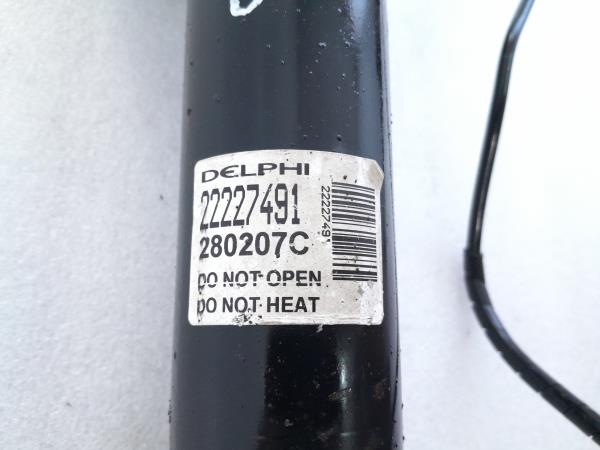 DELPHI
22227491
280207C
DO NOT OPEN
DO NOT HEAT
22227491